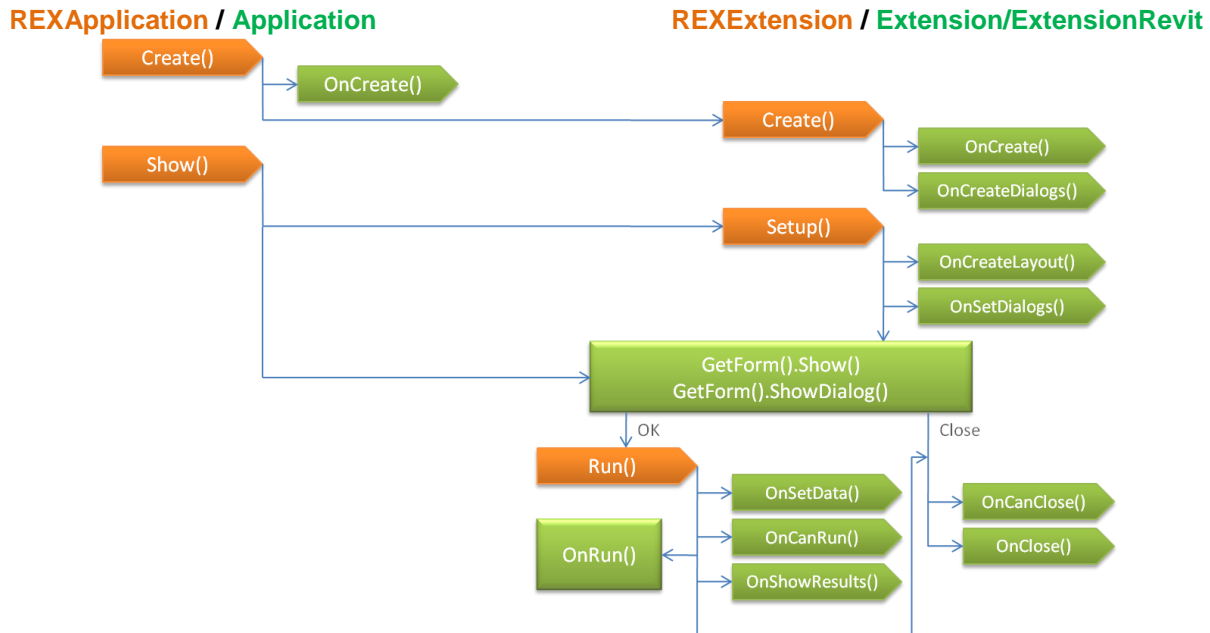 REXApplication / Application
REXExtension / Extension/ExtensionRevit
Create()
OnCreate()
Create()
OnCreate()
Show()
OnCreateDialogs()
Setup()
OnCreateLayout()
OnSetDialogs()
GetForm().Show()
GetForm().ShowDialog()
OK
Close
Run()
OnSetData()
OnCanClose()
OnCanRun()
OnClose()
OnRun()
OnShowResults()